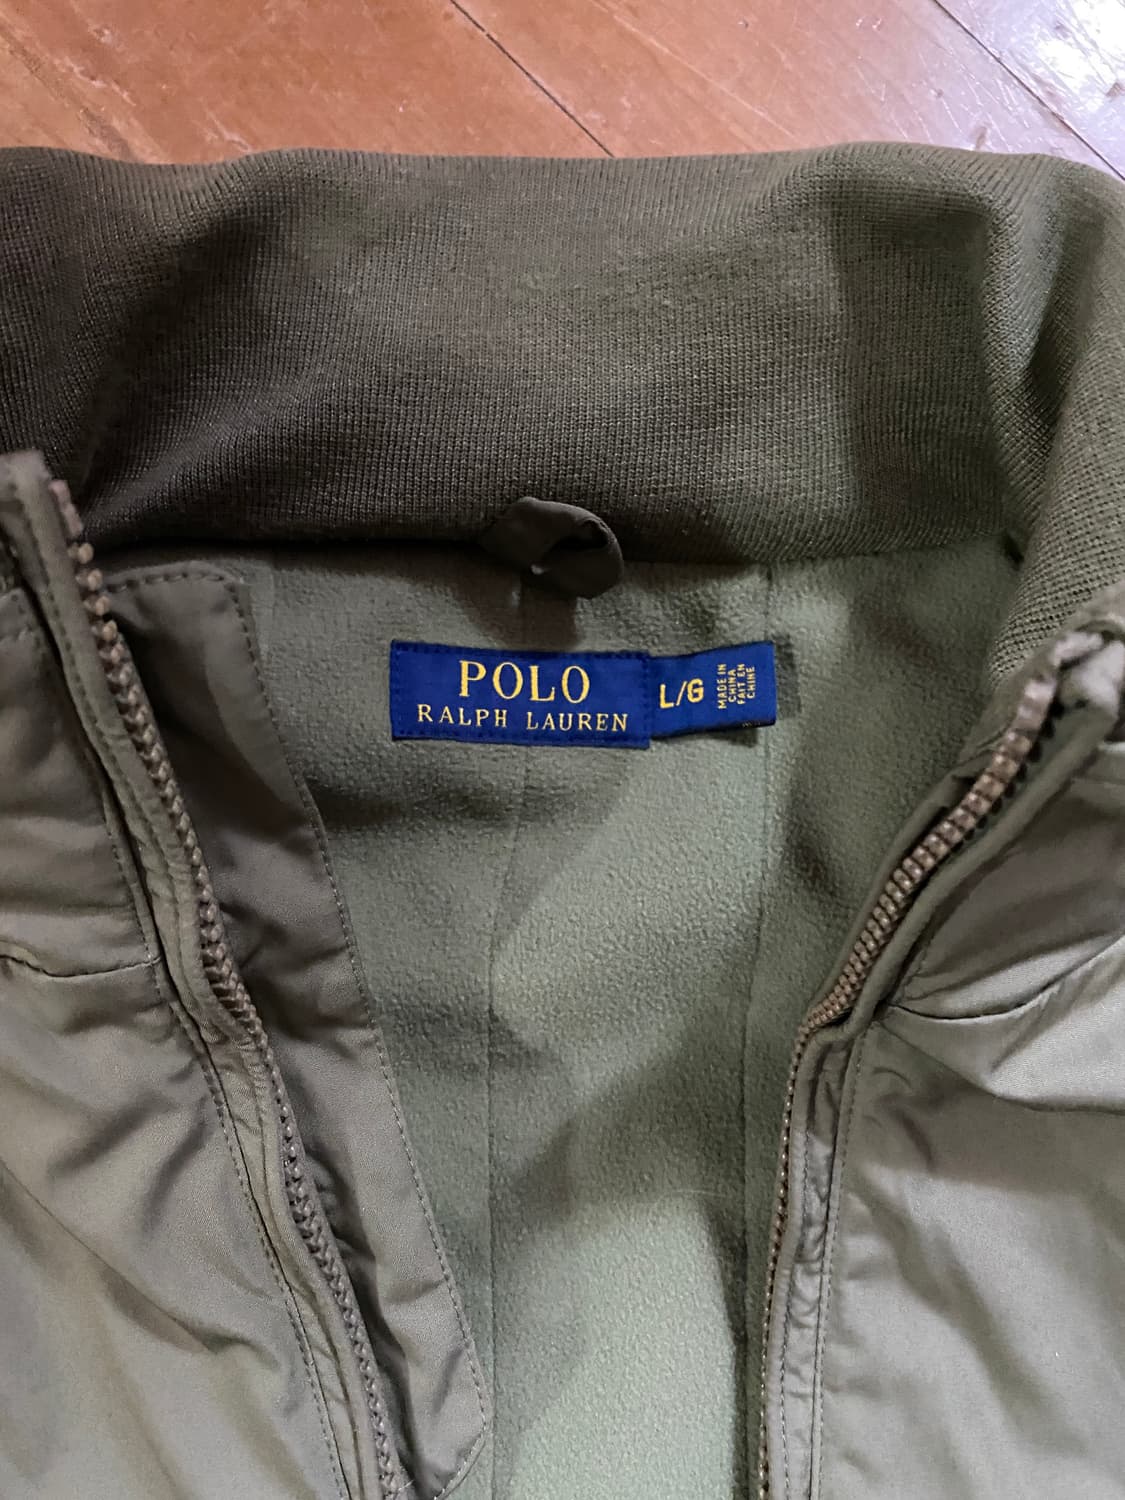 POLO
RALPH LAUREN
L/G
MADE IN
CHINA
FAIT EN
CHINE